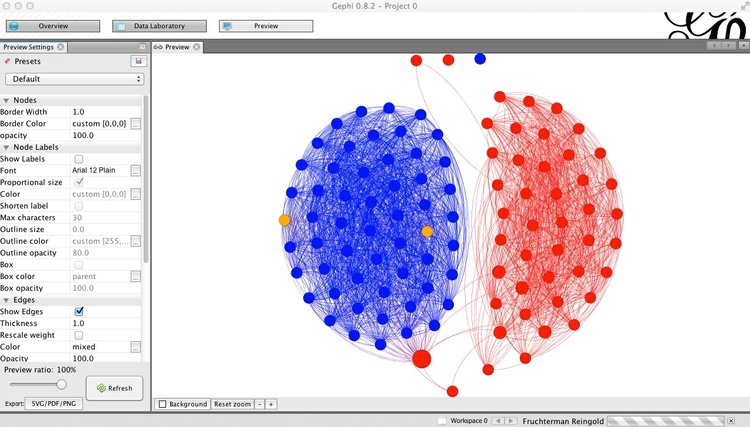 Gephi 0.8.2 - Project 0
Overview
Data Laboratory
Preview
Preview Settings
Presets
Default
Nodes
Border Width 1.0
Border Color custom [0,0,0] ...
opacity 100.0
Node Labels
Show Labels
Font Arial 12 Plain ...
Proportional size
Color custom [0,0,0] ...
Shorten label
Max characters 30
Outline size 0.0
Outline color custom [255,... ...
Outline opacity 80.0
Box
Box color parent ...
Box opacity 100.0
Edges
Show Edges
Thickness 1.0
Rescale weight
Color mixed ...
Opacity 100.0
Preview ratio: 100%
Refresh
Export: SVG/PDF/PNG
Preview
Background Reset zoom - +
Workspace 0
Fruchterman Reingold